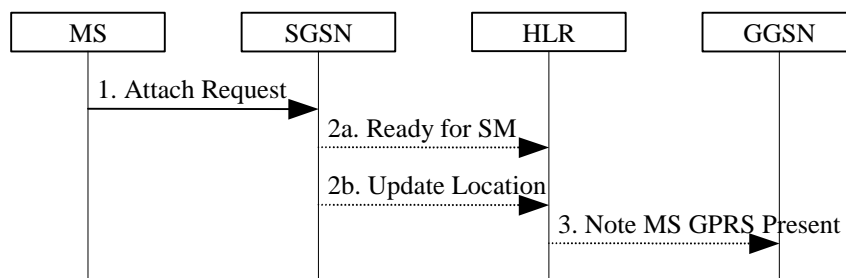 MS SGSN HLR GGSN
1. Attach Request
2a. Ready for SM
2b. Update Location
3. Note MS GPRS Present